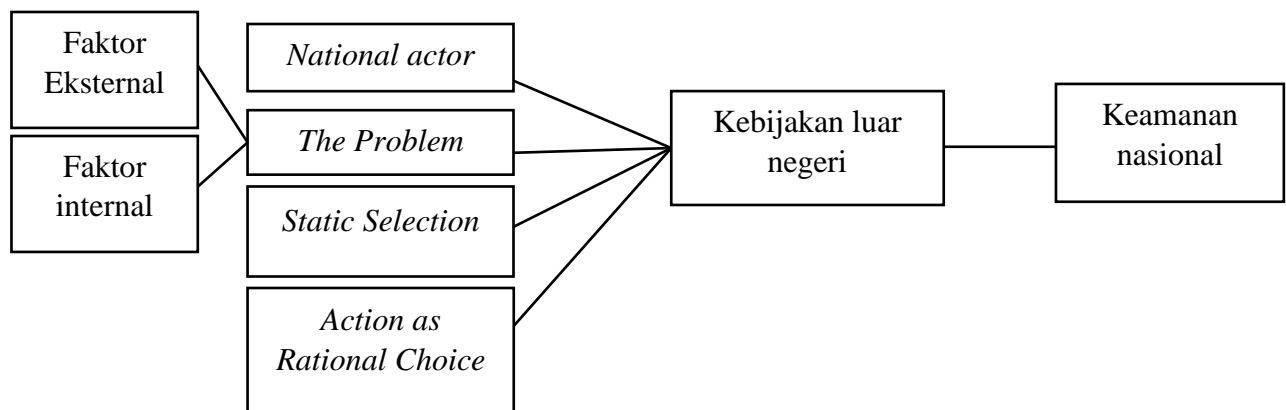 Faktor
Eksternal
Faktor
internal
National actor
The Problem
Static Selection
Action as
Rational Choice
Kebijakan luar
negeri
Keamanan
nasional